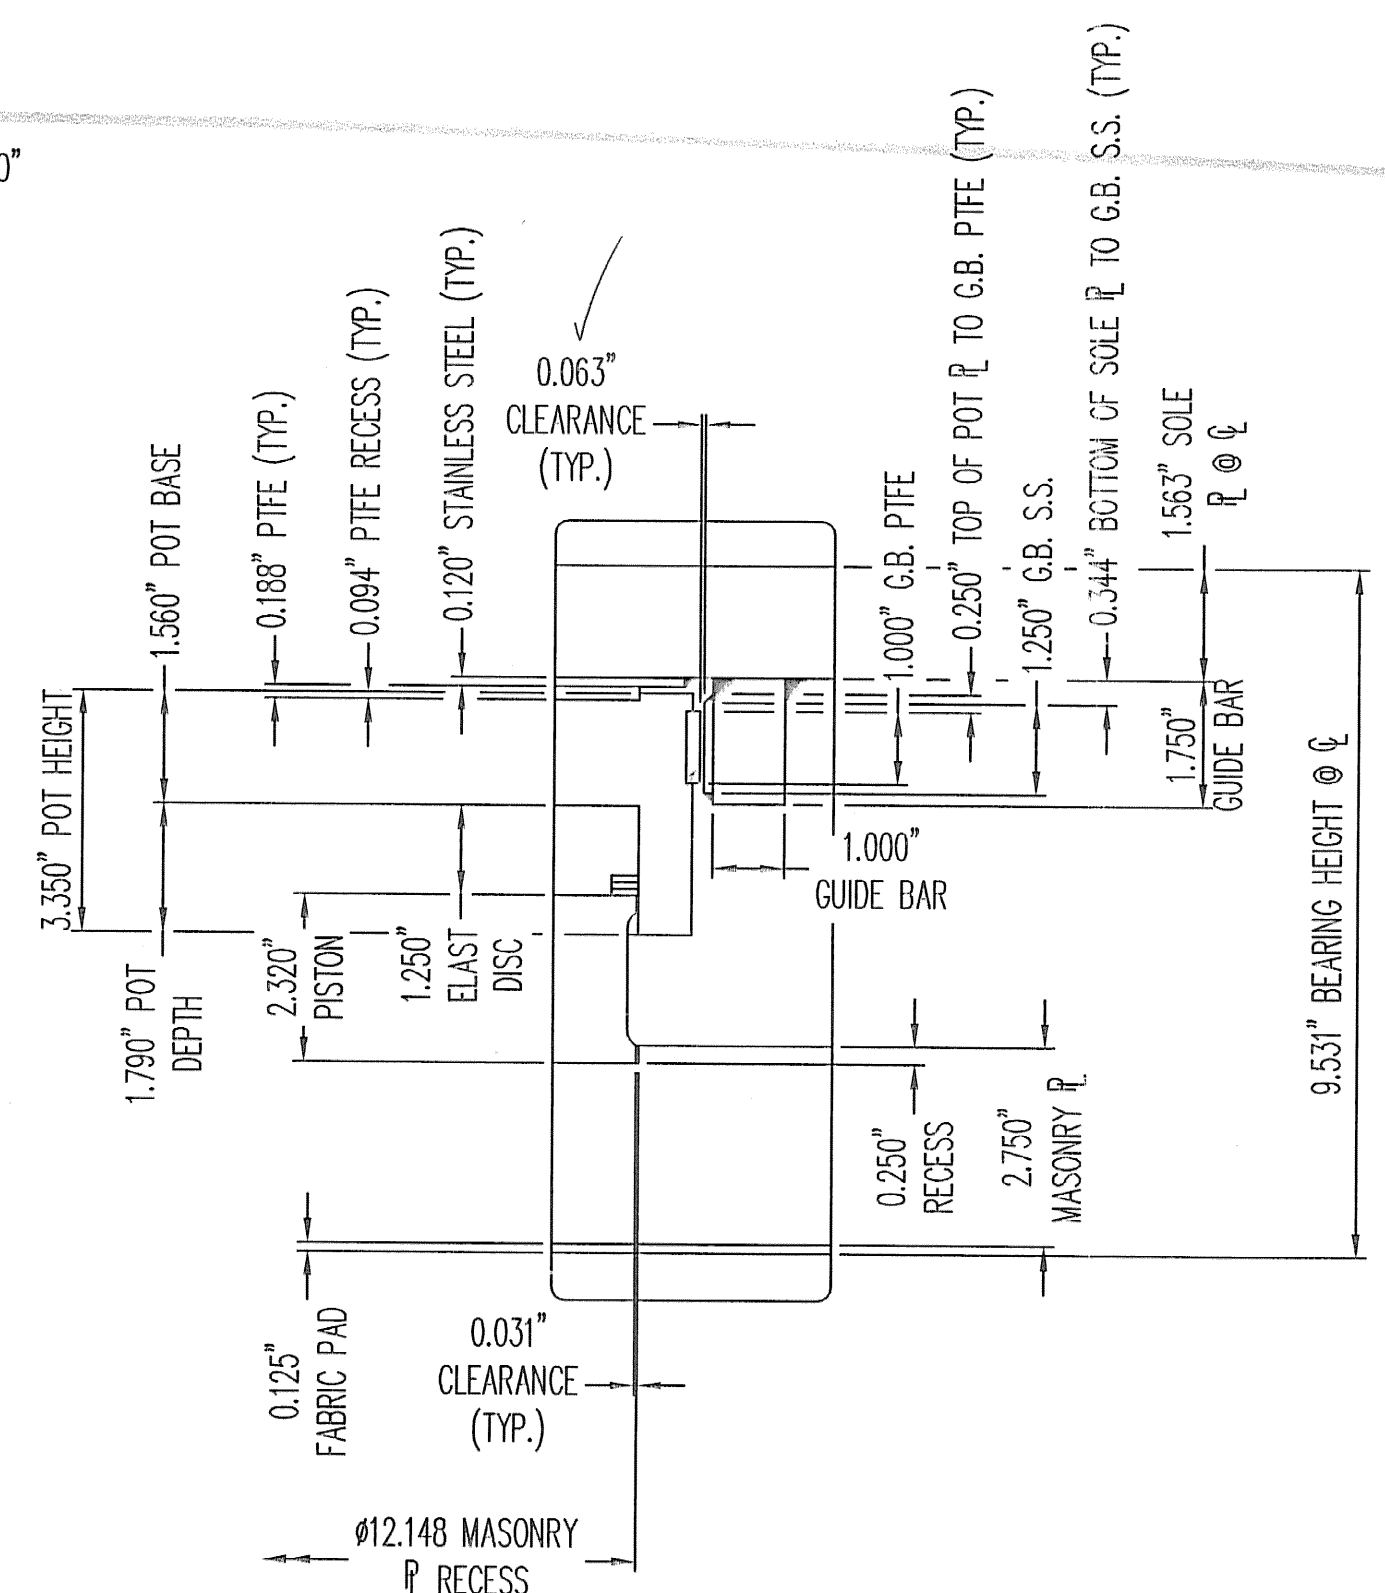 0"
3.350" POT HEIGHT
1.560" POT BASE
0.188" PTFE (TYP.)
0.094" PTFE RECESS (TYP.)
0.120" STAINLESS STEEL (TYP.)
0.063"
CLEARANCE
(TYP.)
1.000" G.B. PTFE
0.250" TOP OF POT ⅊ TO G.B. PTFE (TYP.)
1.250" G.B. S.S.
0.344" BOTTOM OF SOLE ⅊ TO G.B. S.S. (TYP.)
1.563" SOLE
⅊ @ ℄
1.750"
GUIDE BAR
9.531" BEARING HEIGHT @ ℄
1.000"
GUIDE BAR
1.790" POT
DEPTH
2.320"
PISTON
1.250"
ELAST
DISC
0.250"
RECESS
2.750"
MASONRY ⅊
0.125"
FABRIC PAD
0.031"
CLEARANCE
(TYP.)
ø12.148 MASONRY
⅊ RECESS